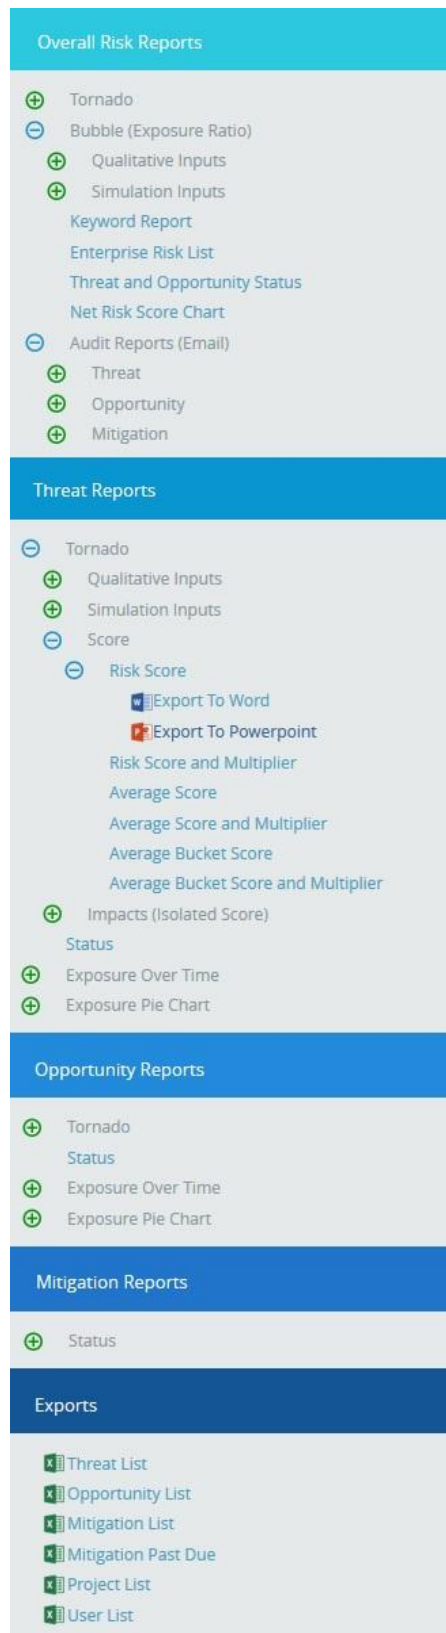 Overall Risk Reports
Tornado
Bubble (Exposure Ratio)
Qualitative Inputs
Simulation Inputs
Keyword Report
Enterprise Risk List
Threat and Opportunity Status
Net Risk Score Chart
Audit Reports (Email)
Threat
Opportunity
Mitigation
Threat Reports
Tornado
Qualitative Inputs
Simulation Inputs
Score
Risk Score
Export To Word
Export To Powerpoint
Risk Score and Multiplier
Average Score
Average Score and Multiplier
Average Bucket Score
Average Bucket Score and Multiplier
Impacts (Isolated Score)
Status
Exposure Over Time
Exposure Pie Chart
Opportunity Reports
Tornado
Status
Exposure Over Time
Exposure Pie Chart
Mitigation Reports
Status
Exports
Threat List
Opportunity List
Mitigation List
Mitigation Past Due
Project List
User List